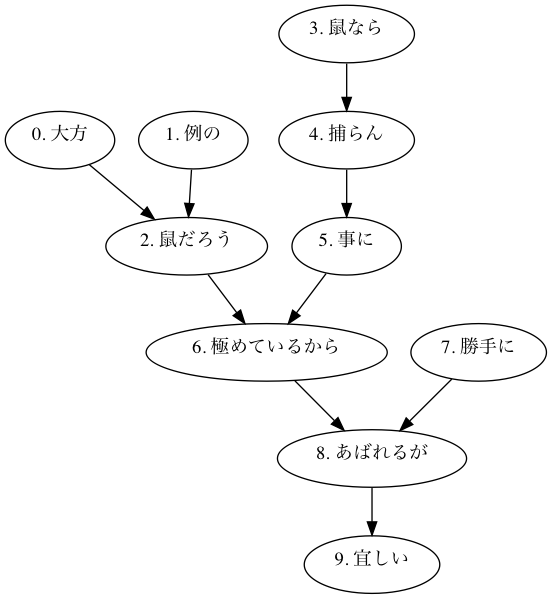 3. 鼠なら
0. 大方
1. 例の
4. 捕らん
2. 鼠だろう
5. 事に
6. 極めているから
7. 勝手に
8. あばれるが
9. 宜しい